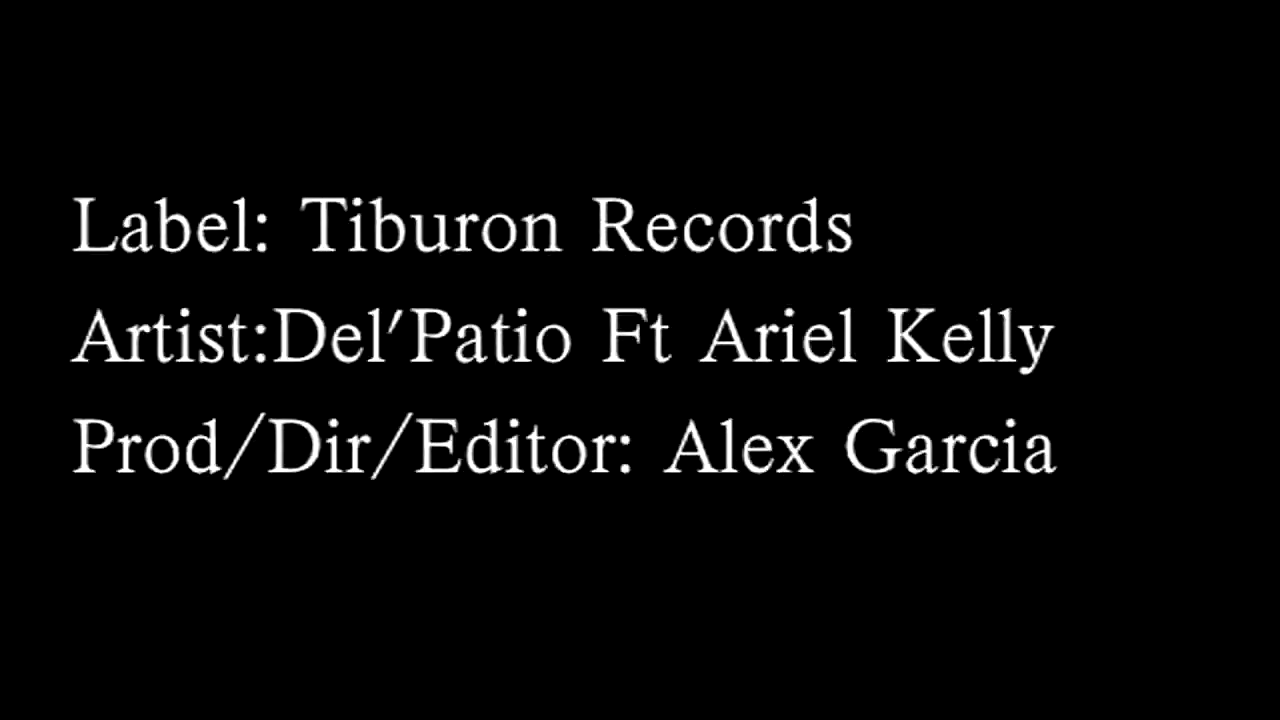 Label: Tiburon Records
Artist:Del'Patio Ft Ariel Kelly
Prod/Dir/Editor: Alex Garcia